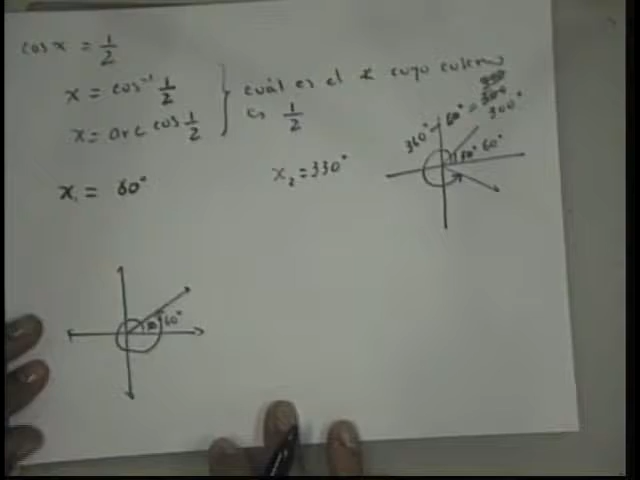 cos x = 1/2
x = cos⁻¹ 1/2
x = arc cos 1/2
cuál es el x cuyo coseno
es 1/2
x₁ = 60°
x₂ = 330°
360° - 60° =
300°
60°
60°